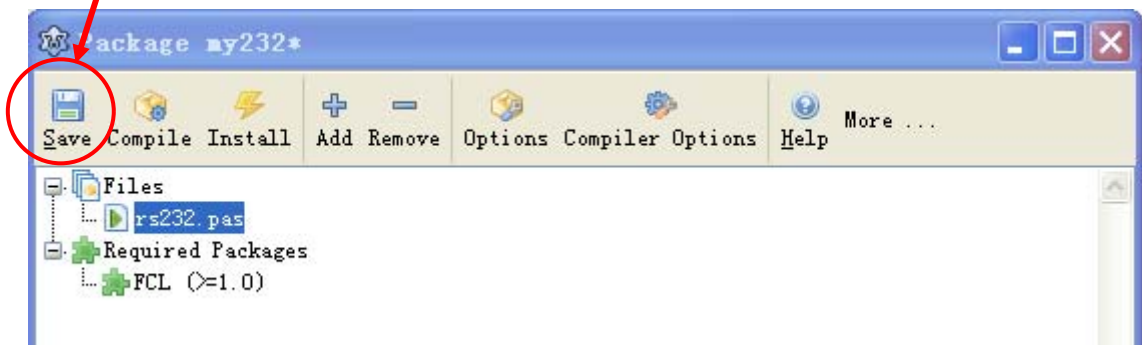 Package my232*
Save Compile Install Add Remove Options Compiler Options Help More ...
Files
rs232.pas
Required Packages
FCL (>=1.0)